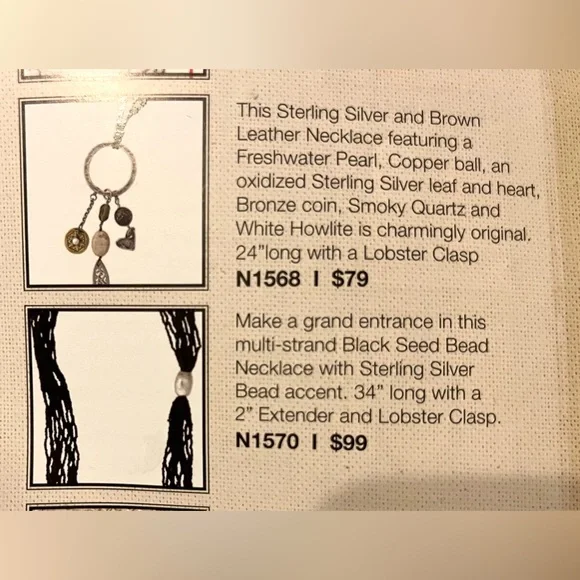 This Sterling Silver and Brown
Leather Necklace featuring a
Freshwater Pearl, Copper ball, an
oxidized Sterling Silver leaf and heart,
Bronze coin, Smoky Quartz and
White Howlite is charmingly original.
24"long with a Lobster Clasp
N1568 I $79
Make a grand entrance in this
multi-strand Black Seed Bead
Necklace with Sterling Silver
Bead accent. 34” long with a
2” Extender and Lobster Clasp.
N1570 I $99